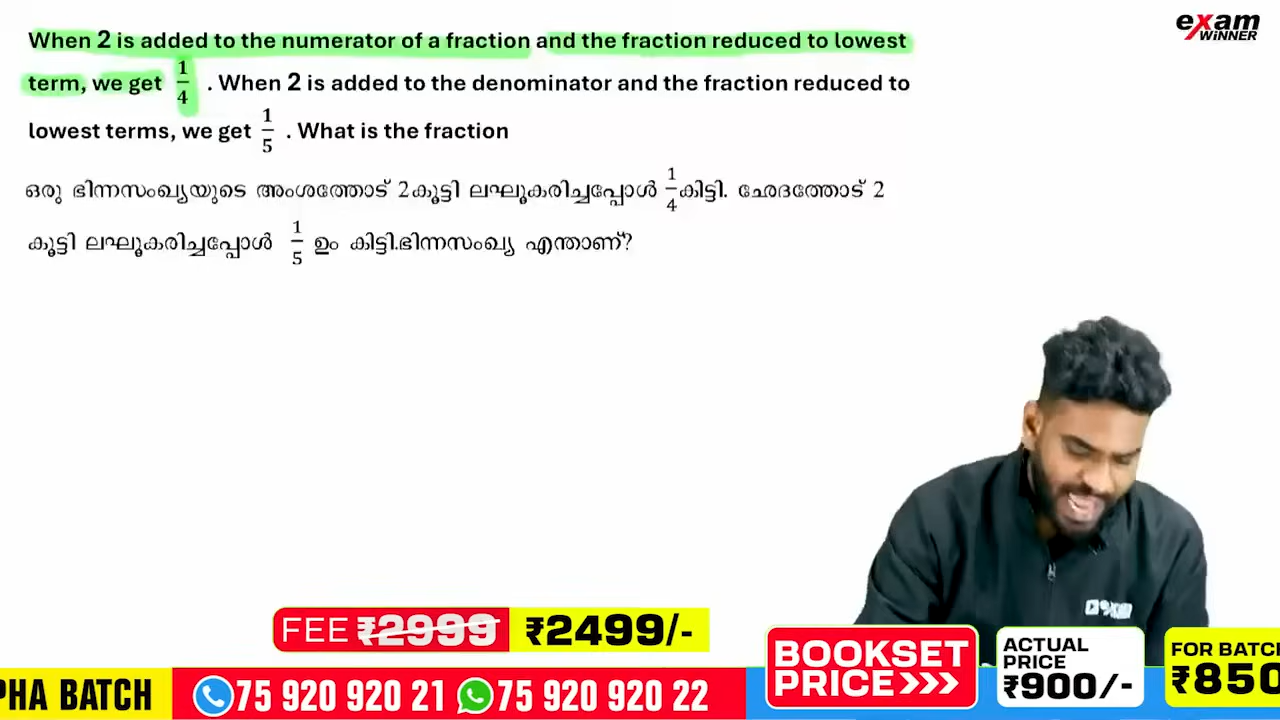 exam
WiNNER
When 2 is added to the numerator of a fraction and the fraction reduced to lowest
term, we get 1/4 . When 2 is added to the denominator and the fraction reduced to
lowest terms, we get 1/5 . What is the fraction
ഒരു ഭിന്നസംഖ്യയുടെ അംശത്തോട് 2കൂട്ടി ലഘൂകരിച്ചപ്പോൾ 1/4 കിട്ടി. ഛേദത്തോട് 2
കൂട്ടി ലഘൂകരിച്ചപ്പോൾ 1/5 ഉം കിട്ടി.ഭിന്നസംഖ്യ എന്താണ്?
FEE ₹2999 ₹2499/-
BOOKSET
PRICE >>>
ACTUAL
PRICE
₹900/-
FOR BATCH
₹850
PHA BATCH
75 920 920 21
75 920 920 22